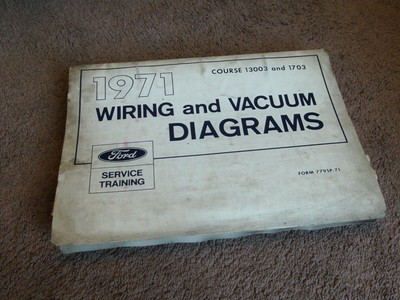 COURSE 13003 and 1703
1971
WIRING and VACUUM
DIAGRAMS
Ford
SERVICE
TRAINING
FORM 7795P-71